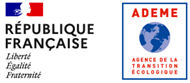 RÉPUBLIQUE
FRANÇAISE
Liberté
Égalité
Fraternité
ADEME
AGENCE DE LA
TRANSITION
ÉCOLOGIQUE